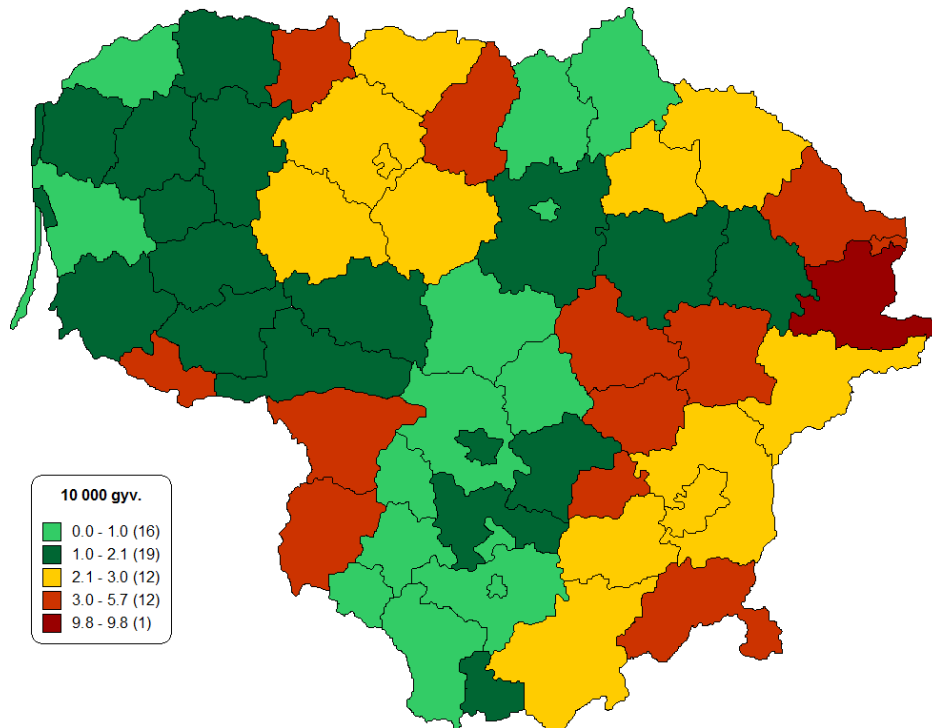 10 000 gyv.
0.0 - 1.0 (16)
1.0 - 2.1 (19)
2.1 - 3.0 (12)
3.0 - 5.7 (12)
9.8 - 9.8 (1)